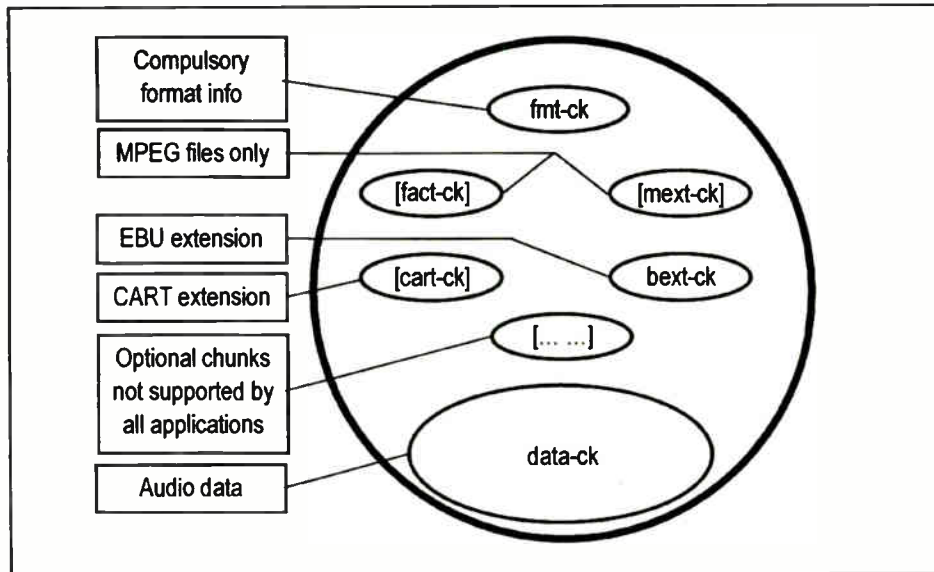 Compulsory
format info
fmt-ck
MPEG files only
[fact-ck]
[mext-ck]
EBU extension
[cart-ck]
bext-ck
CART extension
[... ...]
Optional chunks
not supported by
all applications
data-ck
Audio data